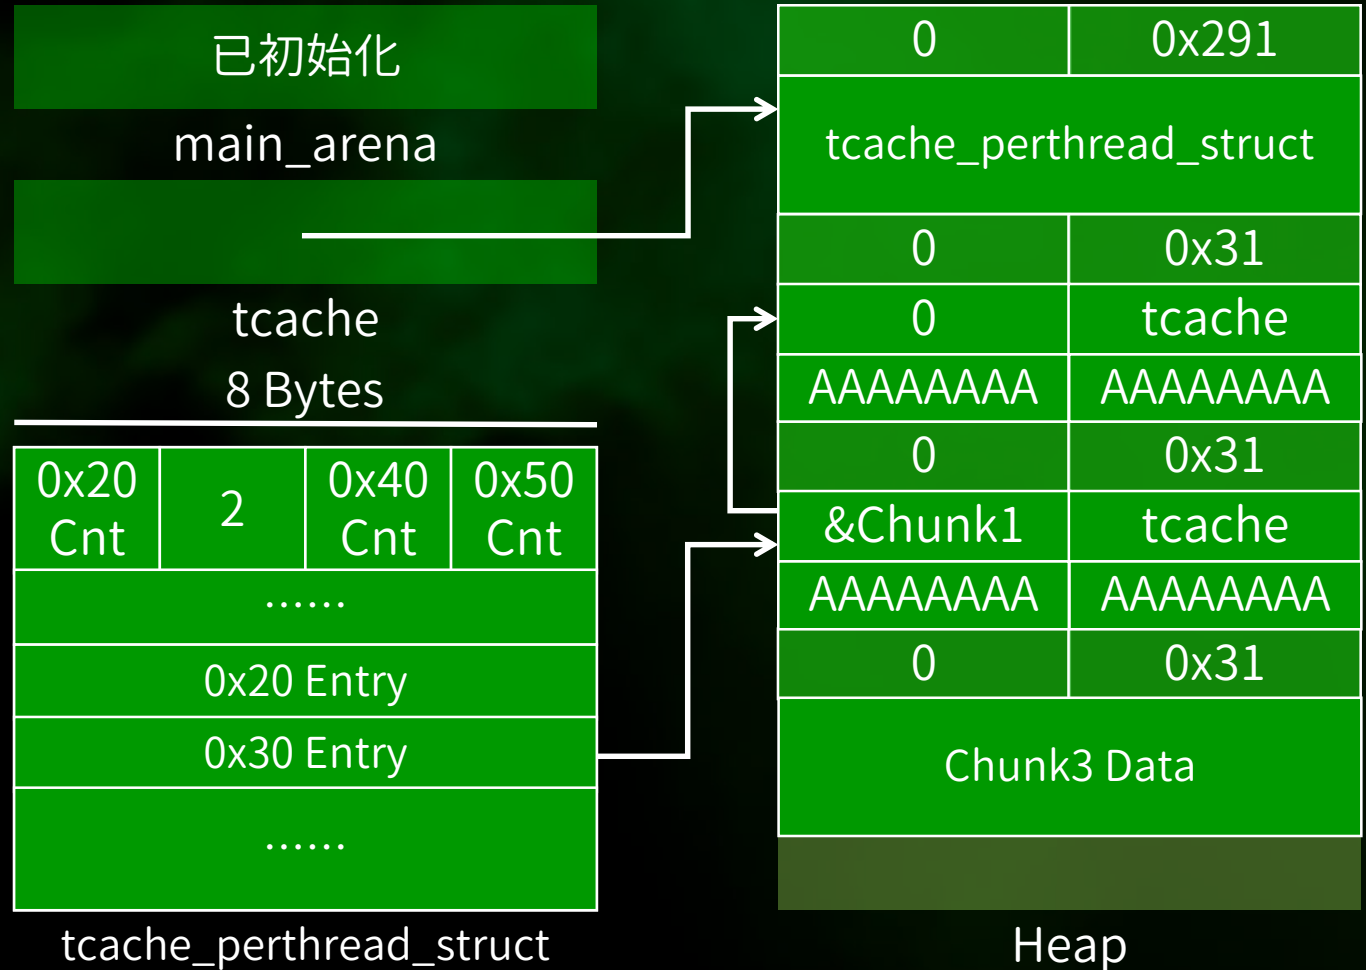 已初始化
main_arena
tcache
8 Bytes
0x20 Cnt
2
0x40 Cnt
0x50 Cnt
......
0x20 Entry
0x30 Entry
......
tcache_perthread_struct
0 0x291
tcache_perthread_struct
0 0x31
0 tcache
AAAAAAAA AAAAAAAA
0 0x31
&Chunk1 tcache
AAAAAAAA AAAAAAAA
0 0x31
Chunk3 Data
Heap